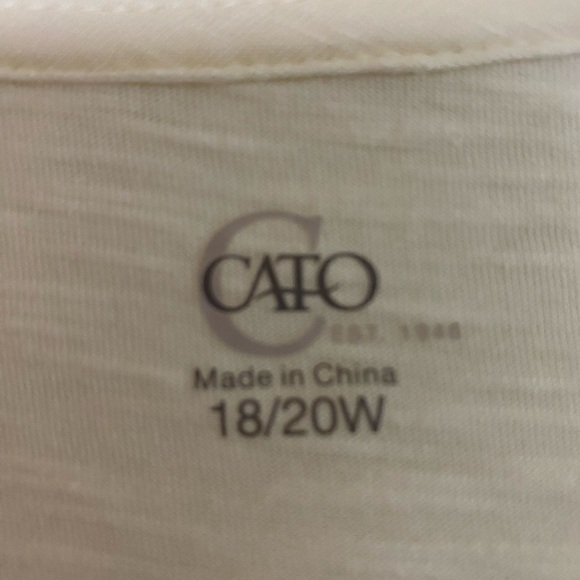 C
CATO
EST. 1946
Made in China
18/20W